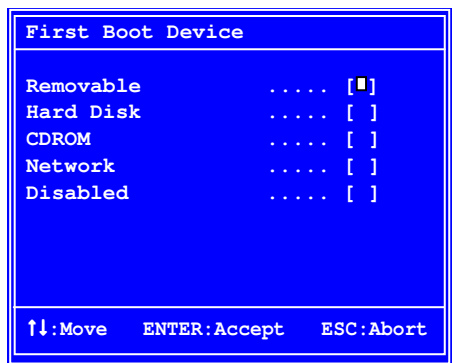 First Boot Device
Removable ..... [ ]
Hard Disk ..... [ ]
CDROM ..... [ ]
Network ..... [ ]
Disabled ..... [ ]
↑↓:Move ENTER:Accept ESC:Abort